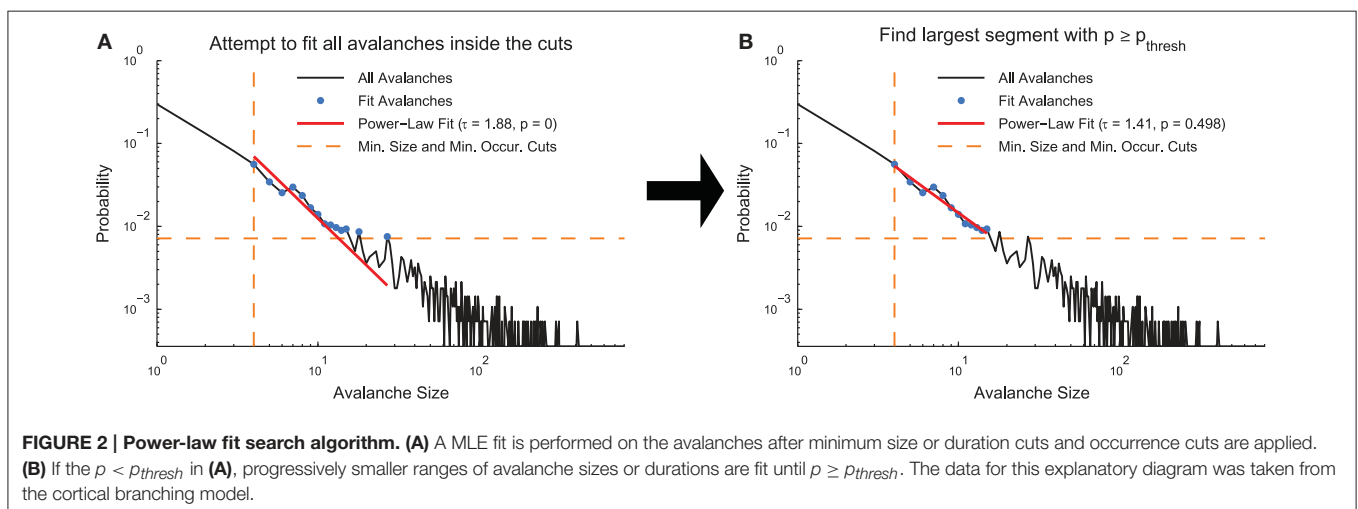 A
Attempt to fit all avalanches inside the cuts
All Avalanches
Fit Avalanches
Power−Law Fit (τ = 1.88, p = 0)
Min. Size and Min. Occur. Cuts
10^0
10^−1
10^−2
10^−3
Probability
10^0
10^1
10^2
Avalanche Size
B
Find largest segment with p ≥ p_thresh
All Avalanches
Fit Avalanches
Power−Law Fit (τ = 1.41, p = 0.498)
Min. Size and Min. Occur. Cuts
10^0
10^−1
10^−2
10^−3
Probability
10^0
10^1
10^2
Avalanche Size
FIGURE 2 | Power-law fit search algorithm. (A) A MLE fit is performed on the avalanches after minimum size or duration cuts and occurrence cuts are applied.
(B) If the p < p_thresh in (A), progressively smaller ranges of avalanche sizes or durations are fit until p ≥ p_thresh. The data for this explanatory diagram was taken from
the cortical branching model.